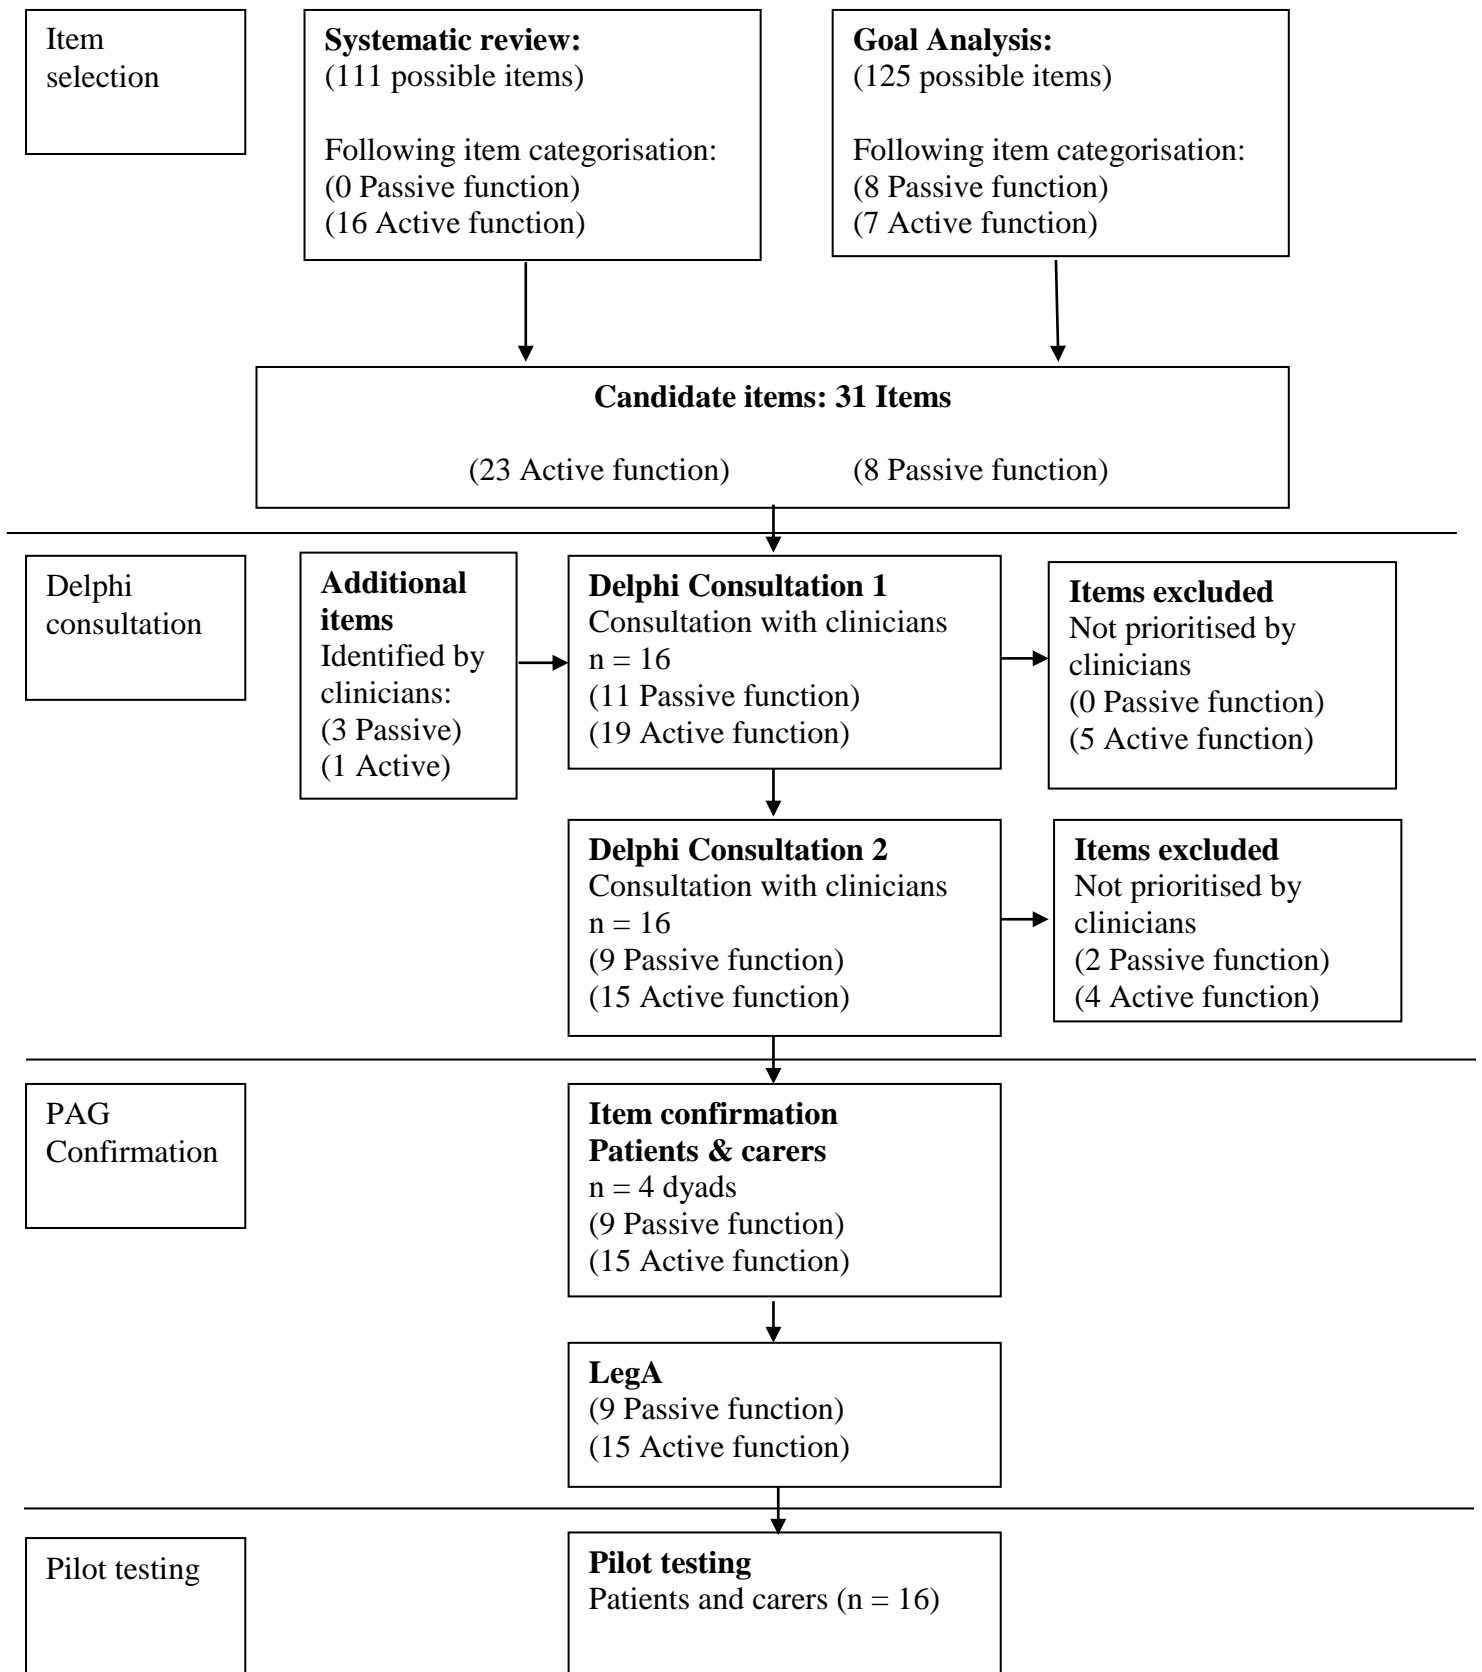 Item
selection
Systematic review:
(111 possible items)
Following item categorisation:
(0 Passive function)
(16 Active function)
Goal Analysis:
(125 possible items)
Following item categorisation:
(8 Passive function)
(7 Active function)
Candidate items: 31 Items
(23 Active function) (8 Passive function)
Delphi
consultation
Additional
items
Identified by
clinicians:
(3 Passive)
(1 Active)
Delphi Consultation 1
Consultation with clinicians
n = 16
(11 Passive function)
(19 Active function)
Items excluded
Not prioritised by
clinicians
(0 Passive function)
(5 Active function)
Delphi Consultation 2
Consultation with clinicians
n = 16
(9 Passive function)
(15 Active function)
Items excluded
Not prioritised by
clinicians
(2 Passive function)
(4 Active function)
PAG
Confirmation
Item confirmation
Patients & carers
n = 4 dyads
(9 Passive function)
(15 Active function)
LegA
(9 Passive function)
(15 Active function)
Pilot testing
Pilot testing
Patients and carers (n = 16)